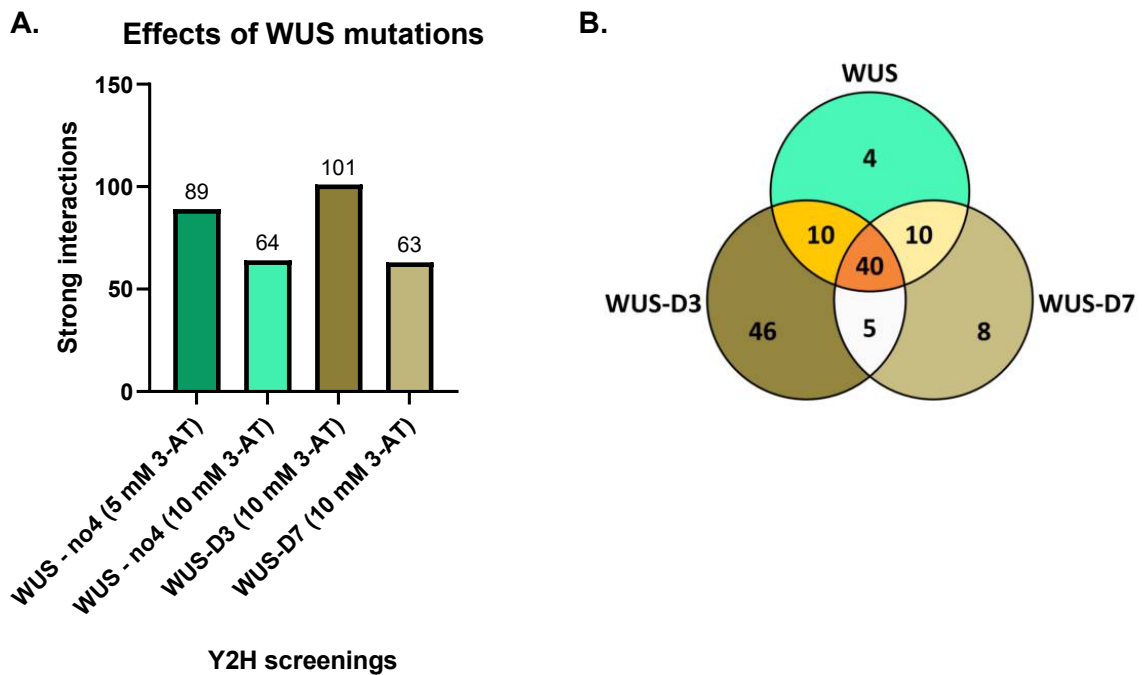 A.
Effects of WUS mutations
Strong interactions
150
100
50
0
89
64
101
63
WUS - no4 (5 mM 3-AT)
WUS - no4 (10 mM 3-AT)
WUS-D3 (10 mM 3-AT)
WUS-D7 (10 mM 3-AT)
Y2H screenings
B.
WUS
4
10
10
40
WUS-D3
WUS-D7
46
5
8